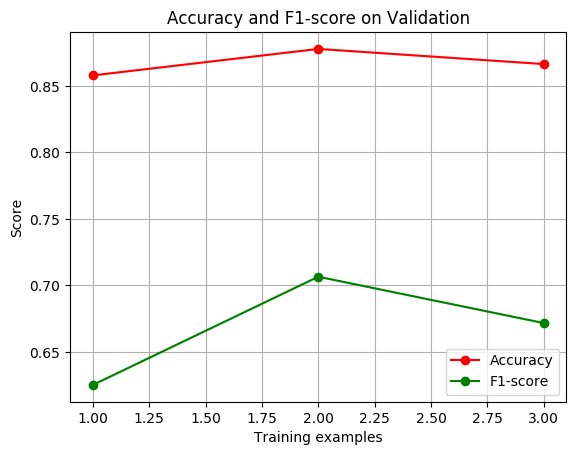 Accuracy and F1-score on Validation
0.85
0.80
0.75
0.70
0.65
Score
1.00 1.25 1.50 1.75 2.00 2.25 2.50 2.75 3.00
Training examples
Accuracy
F1-score